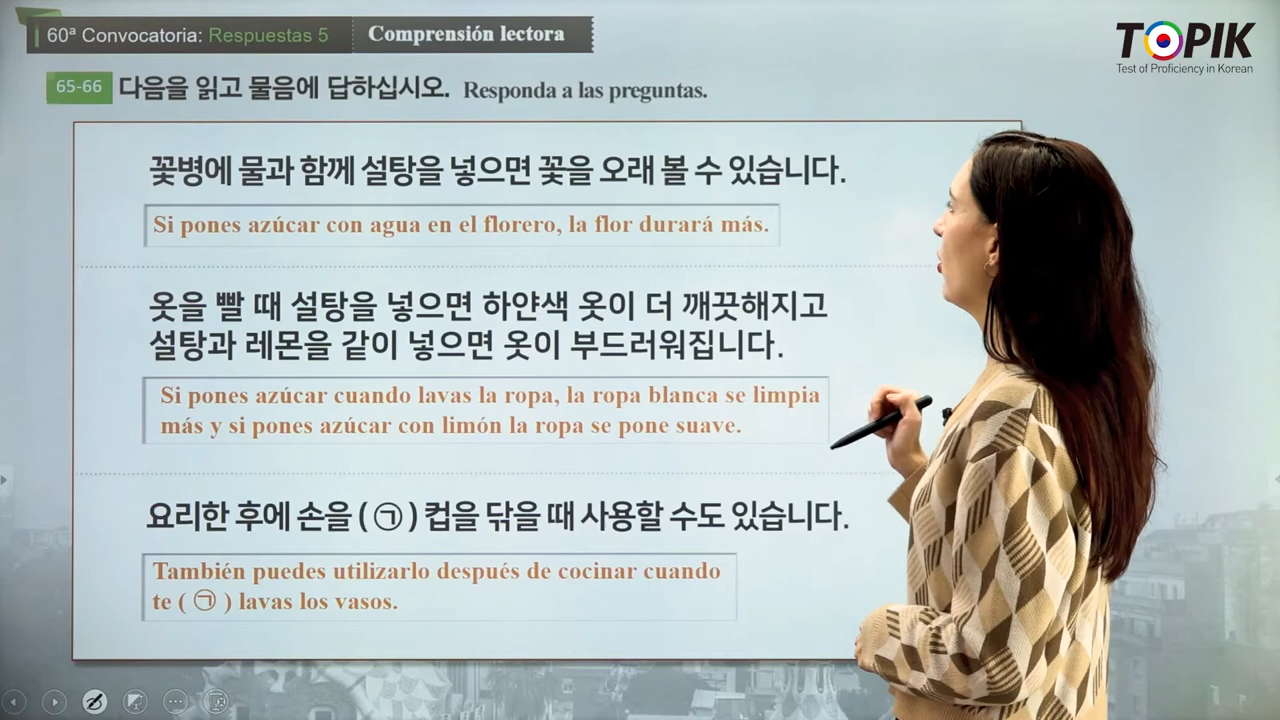 60ª Convocatoria: Respuestas 5
Comprensión lectora
TOPIK
Test of Proficiency in Korean
65-66 다음을 읽고 물음에 답하십시오. Responda a las preguntas.
꽃병에 물과 함께 설탕을 넣으면 꽃을 오래 볼 수 있습니다.
Si pones azúcar con agua en el florero, la flor durará más.
옷을 빨 때 설탕을 넣으면 하얀색 옷이 더 깨끗해지고
설탕과 레몬을 같이 넣으면 옷이 부드러워집니다.
Si pones azúcar cuando lavas la ropa, la ropa blanca se limpia
más y si pones azúcar con limón la ropa se pone suave.
요리한 후에 손을 ( ㉠ ) 컵을 닦을 때 사용할 수도 있습니다.
También puedes utilizarlo después de cocinar cuando
te ( ㉠ ) lavas los vasos.